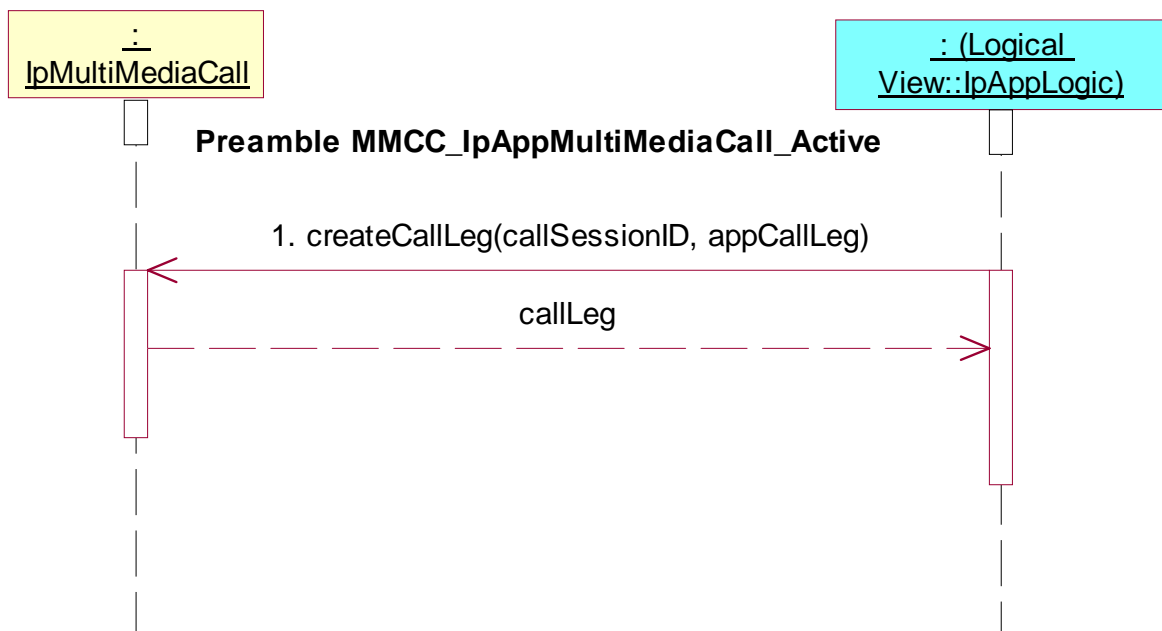 :
IpMultiMediaCall
: (Logical
View::IpAppLogic)
Preamble MMCC_IpAppMultiMediaCall_Active
1. createCallLeg(callSessionID, appCallLeg)
callLeg